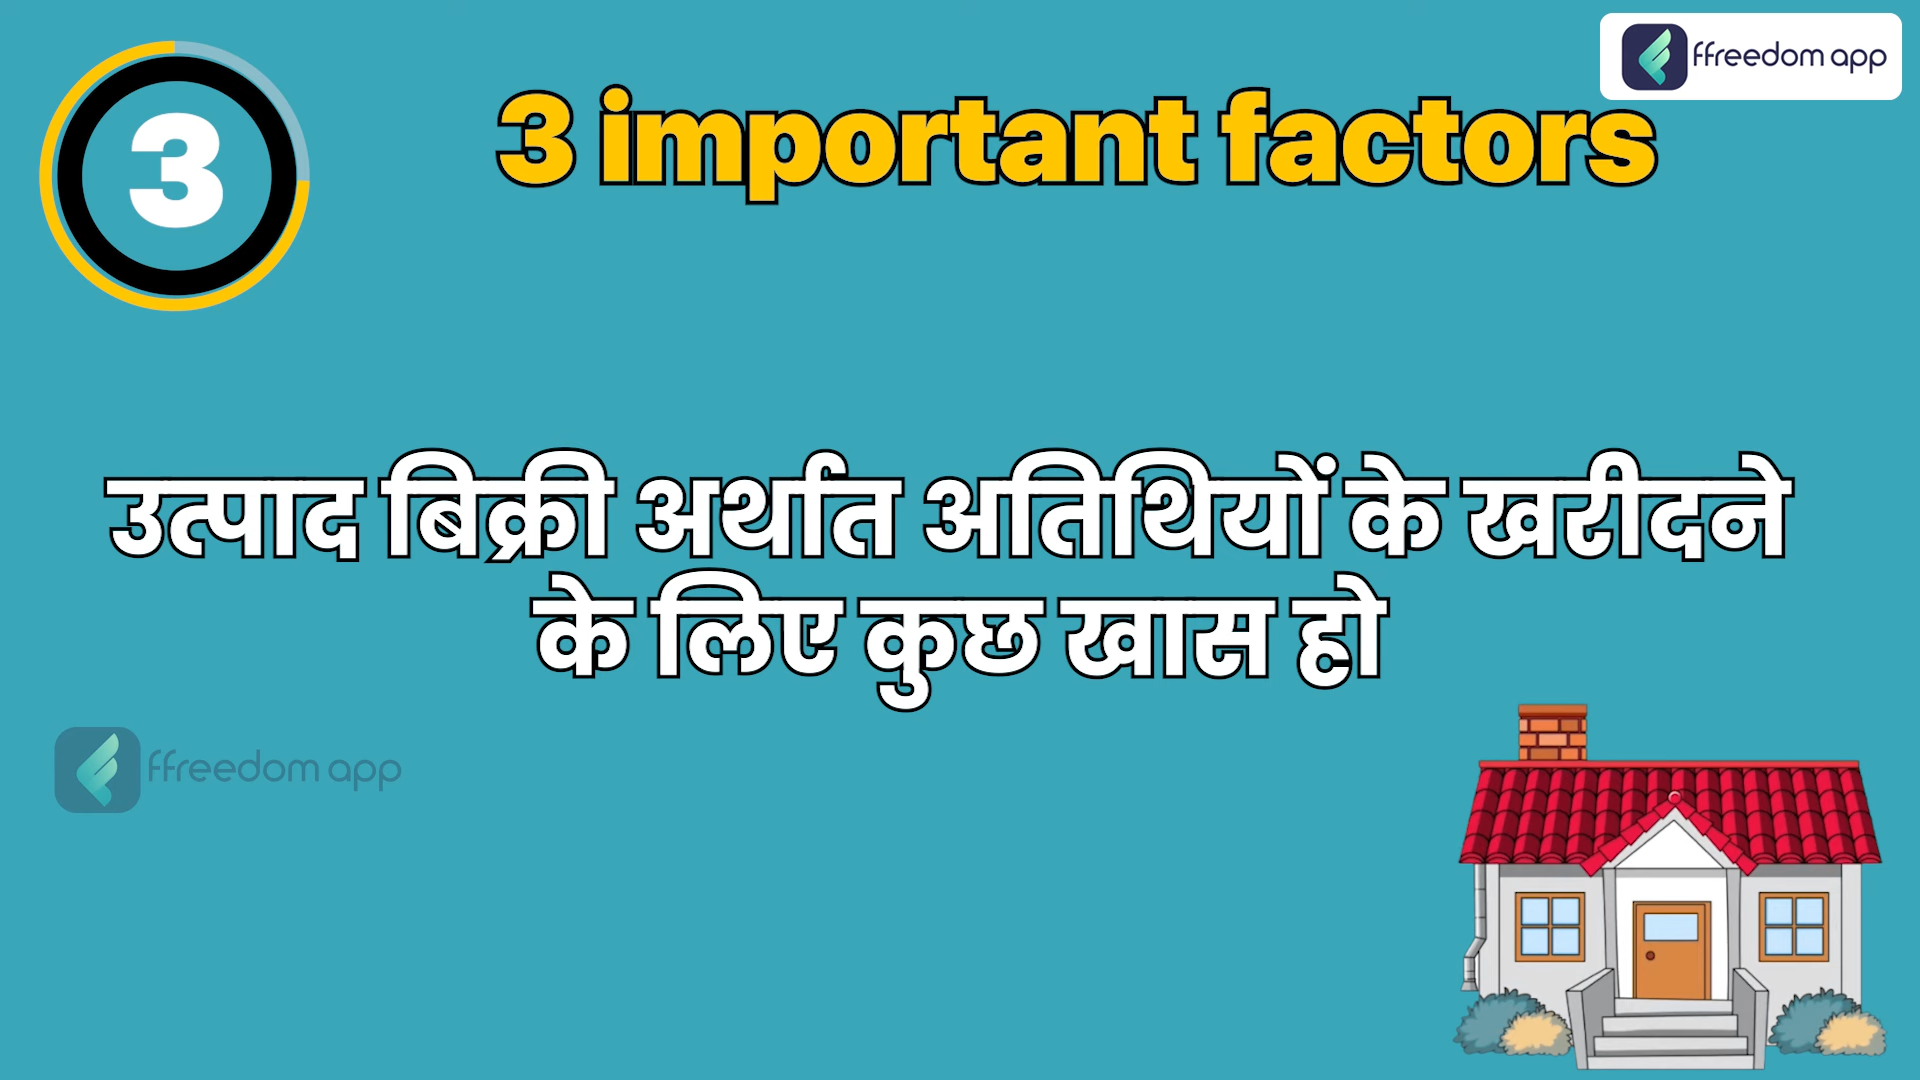 ffreedom app
3
3 important factors
उत्पाद बिक्री अर्थात अतिथियों के खरीदने
के लिए कुछ खास हो
ffreedom app